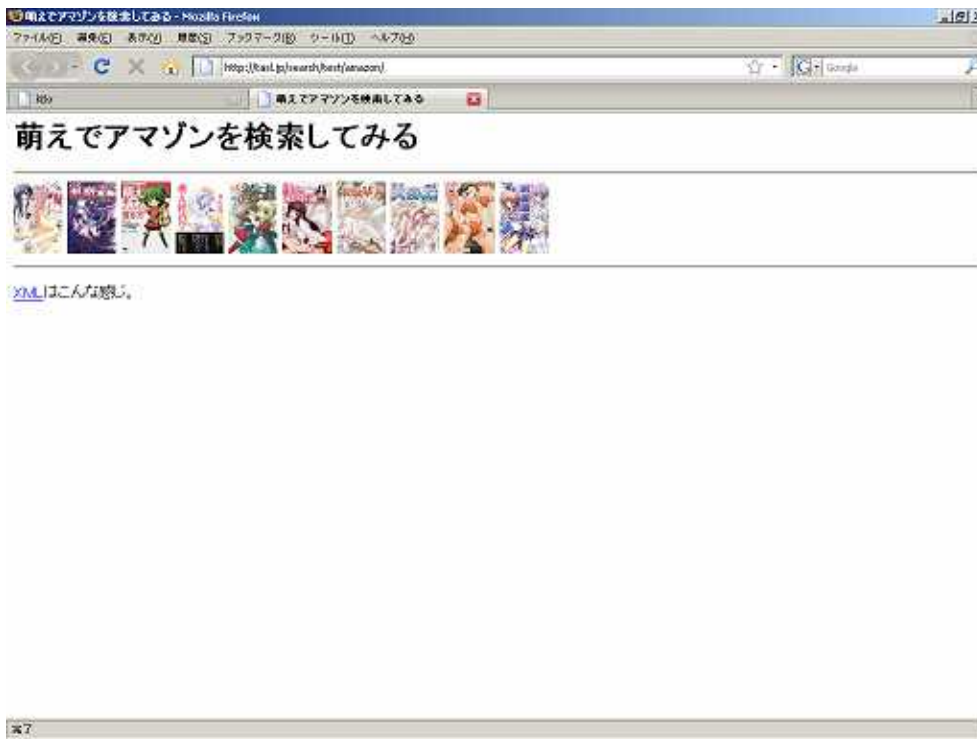 萌えでアマゾンを検索してみる - Mozilla Firefox
ファイル(F) 編集(E) 表示(V) 履歴(S) ブックマーク(B) ツール(T) ヘルプ(H)
Google
萌えでアマゾンを検索してみる
萌えでアマゾンを検索してみる
XMLはこんな感じ。
完了